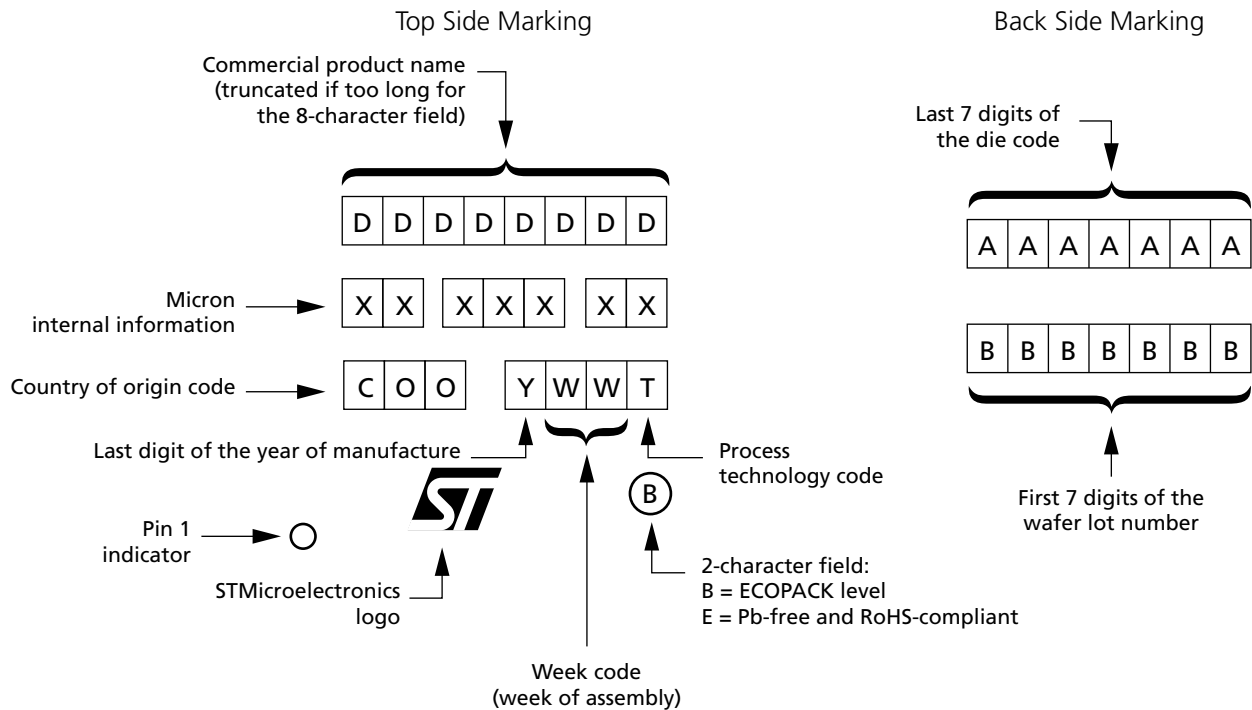 Top Side Marking
Back Side Marking
Commercial product name
(truncated if too long for
the 8-character field)
Last 7 digits of
the die code
D D D D D D D D
A A A A A A A
Micron
internal information
X X X X X X X
B B B B B B B
Country of origin code
C O O Y W W T
Last digit of the year of manufacture
Process
technology code
First 7 digits of the
wafer lot number
ST
B
Pin 1
indicator
STMicroelectronics
logo
2-character field:
B = ECOPACK level
E = Pb-free and RoHS-compliant
Week code
(week of assembly)